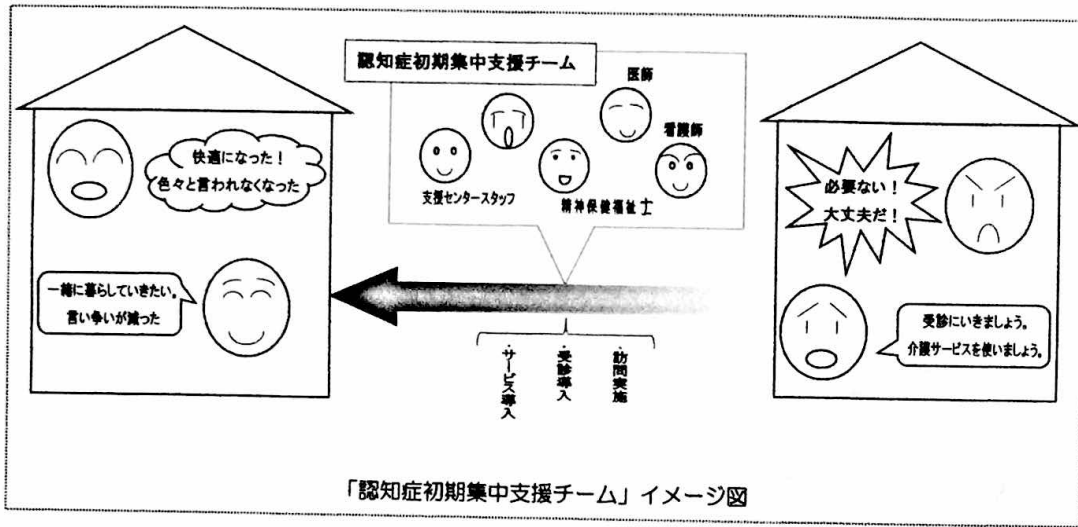 認知症初期集中支援チーム
医師
看護師
支援センタースタッフ
精神保健福祉士
快適になった!
色々と言われなくなった
一緒に暮らしていきたい。
言い争いが減った
必要ない!
大丈夫だ!
受診にいきましょう。
介護サービスを使いましょう。
・訪問実施
・受診導入
・サービス導入
「認知症初期集中支援チーム」イメージ図